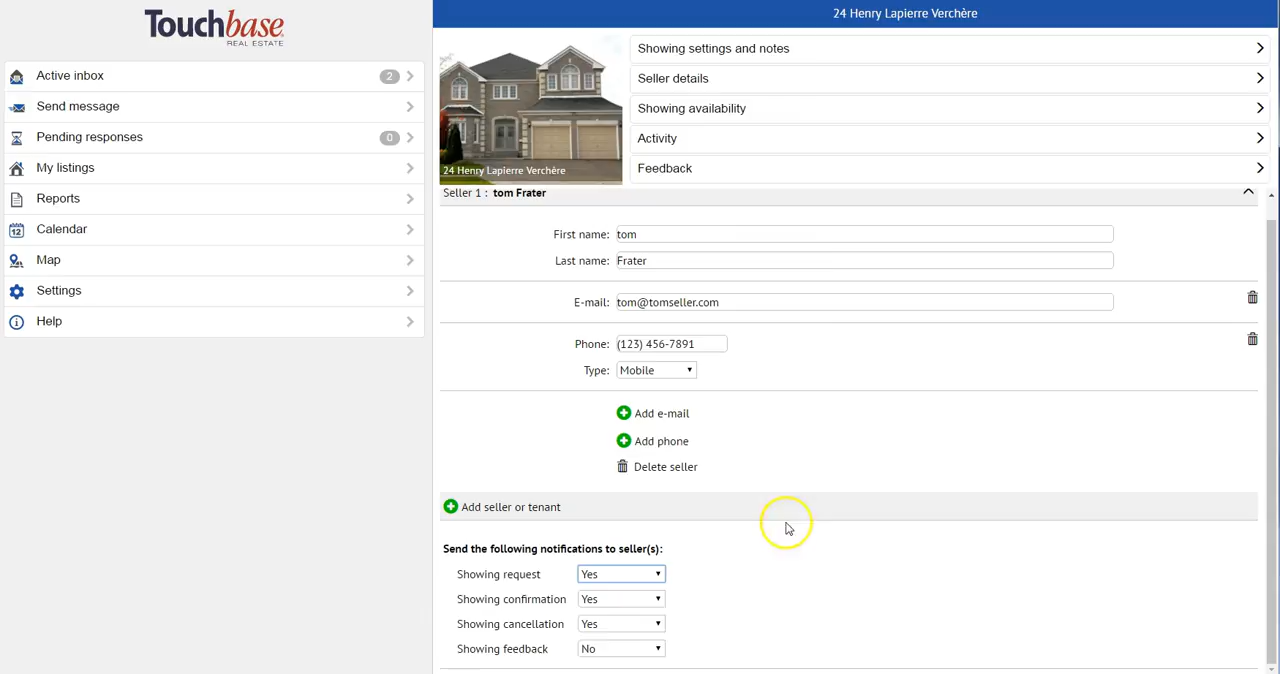 Touchbase
REAL ESTATE
Active inbox 2
Send message
Pending responses 0
My listings
Reports
12 Calendar
Map
Settings
Help
24 Henry Lapierre Verchère
24 Henry Lapierre Verchère
Showing settings and notes
Seller details
Showing availability
Activity
Feedback
Seller 1 : tom Frater
First name: tom
Last name: Frater
E-mail: tom@tomseller.com
Phone: (123) 456-7891
Type: Mobile
Add e-mail
Add phone
Delete seller
Add seller or tenant
Send the following notifications to seller(s):
Showing request Yes
Showing confirmation Yes
Showing cancellation Yes
Showing feedback No